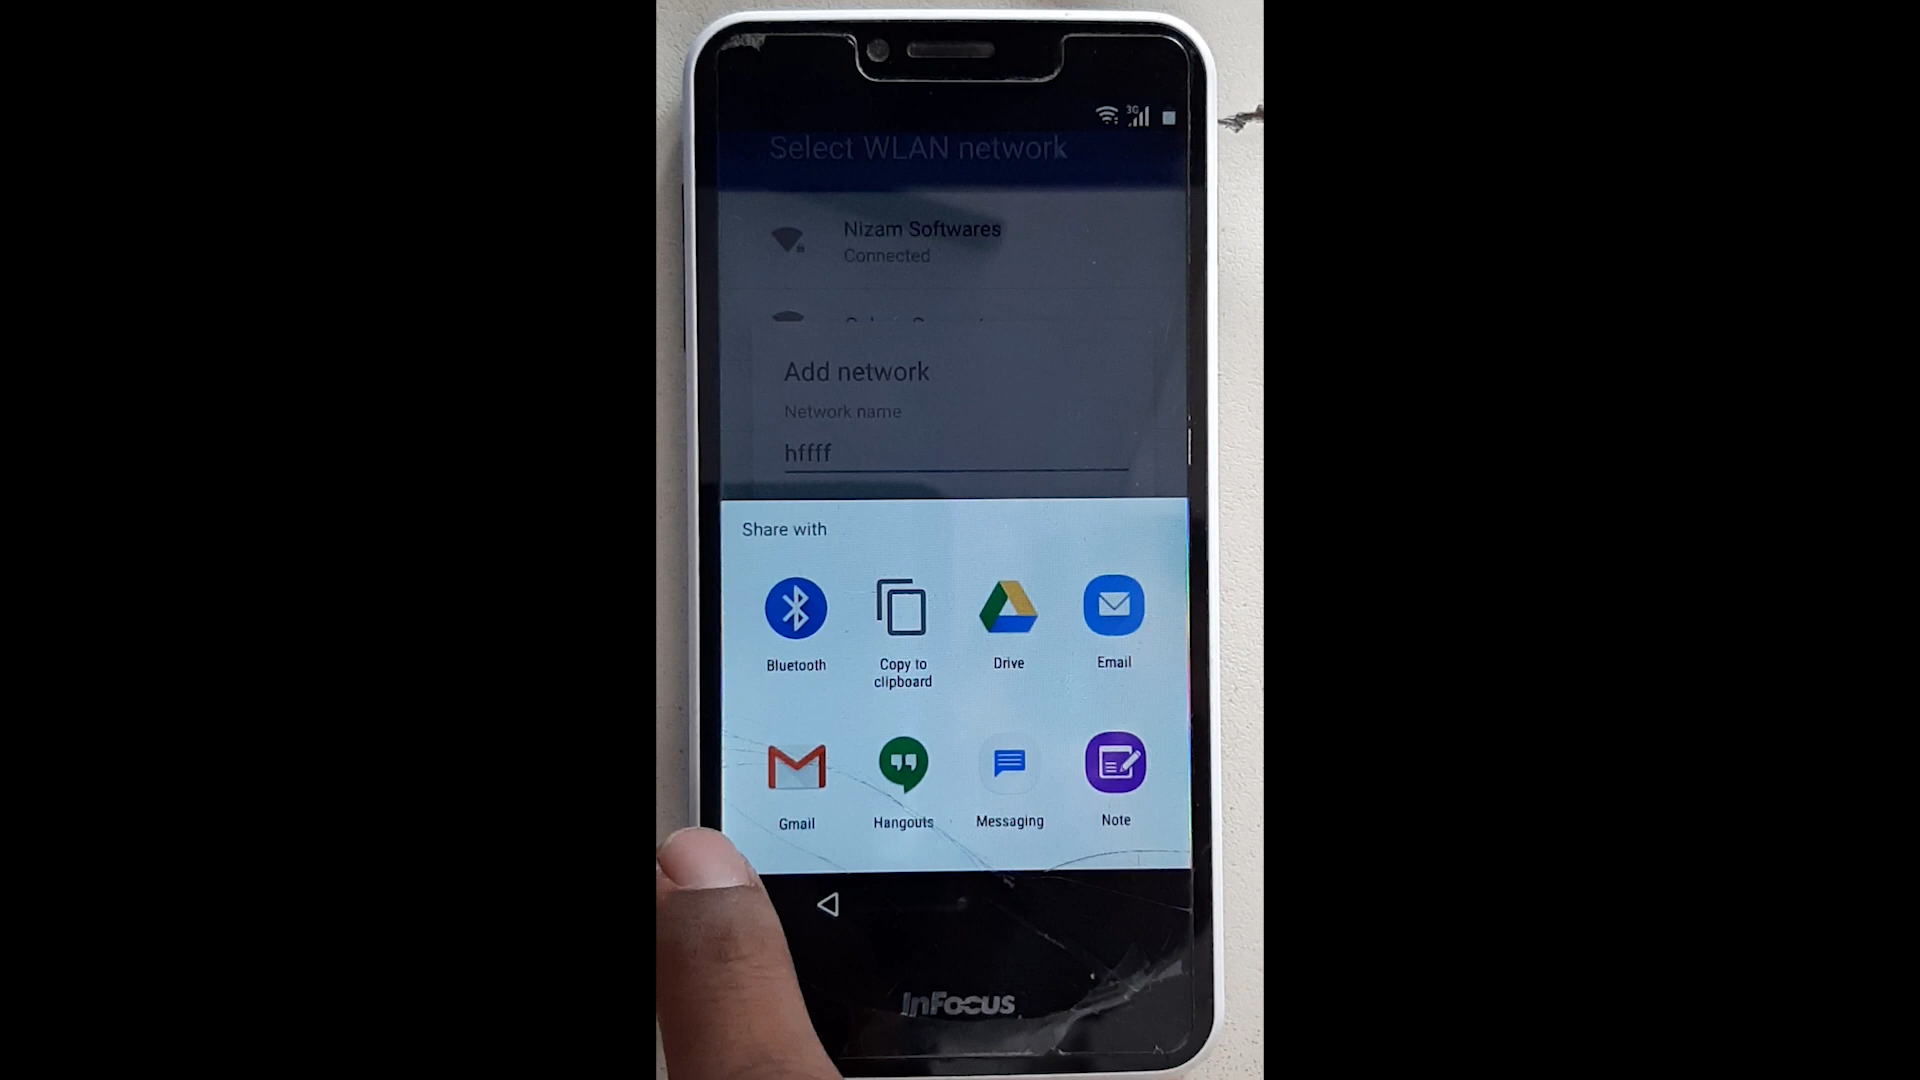 3G
Select WLAN network
Nizam Softwares
Connected
Add network
Network name
hffff
Share with
Bluetooth
Copy to
clipboard
Drive
Email
Gmail
Hangouts
Messaging
Note
InFocus